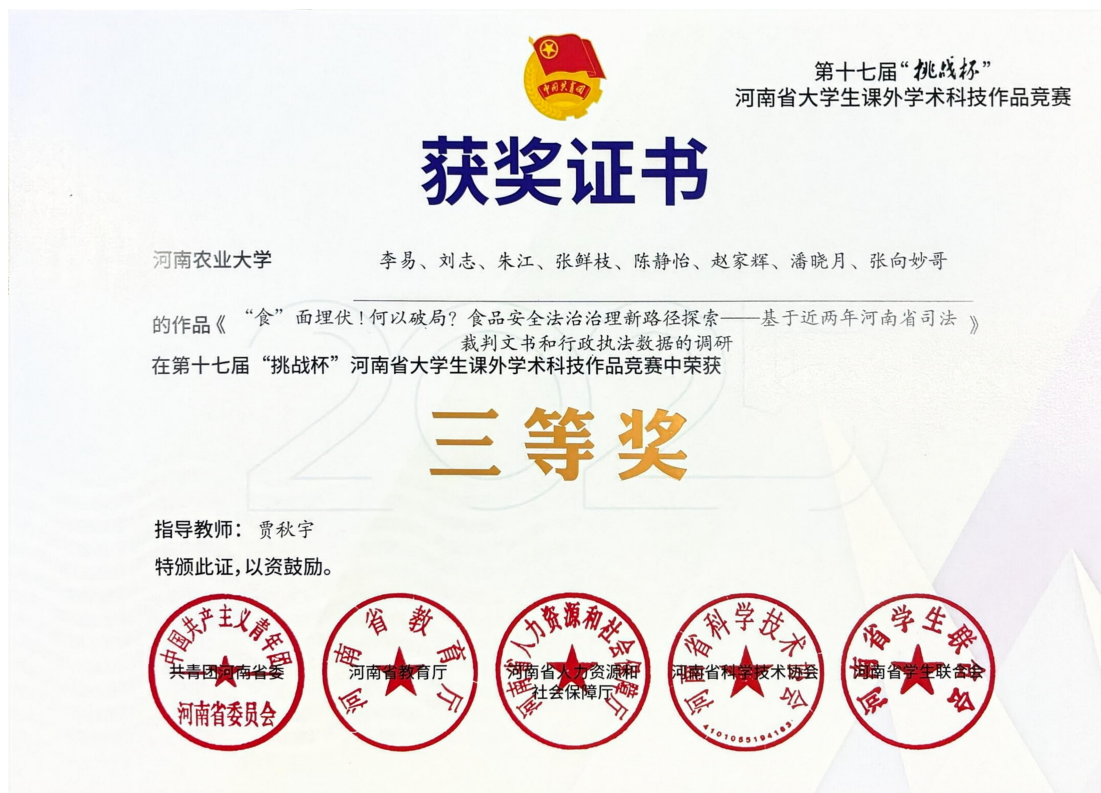 中国共青团
第十七届“挑战杯”
河南省大学生课外学术科技作品竞赛
获奖证书
河南农业大学 李易、刘志、朱江、张鲜枝、陈静怡、赵家辉、潘晓月、张向妙哥
的作品《“食”面埋伏!何以破局?食品安全法治治理新路径探索——基于近两年河南省司法
裁判文书和行政执法数据的调研》
在第十七届“挑战杯”河南省大学生课外学术科技作品竞赛中荣获
2021
三等奖
指导教师: 贾秋宇
特颁此证,以资鼓励。
中国共产主义青年团
共青团河南省委
河南省委员会
河南省教育厅
河南省教育厅
河南省人力资源和社会保障厅
河南省人力资源和
社会保障厅
河南省科学技术协会
河南省科学技术协会
4101055194163
河南省学生联合会
河南省学生联合会